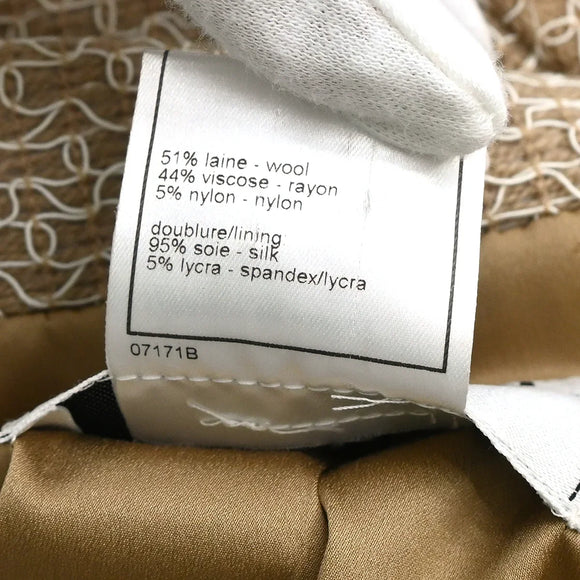 51% laine - wool
44% viscose - rayon
5% nylon - nylon
doublure/lining
95% soie - silk
5% lycra - spandex/lycra
07171B